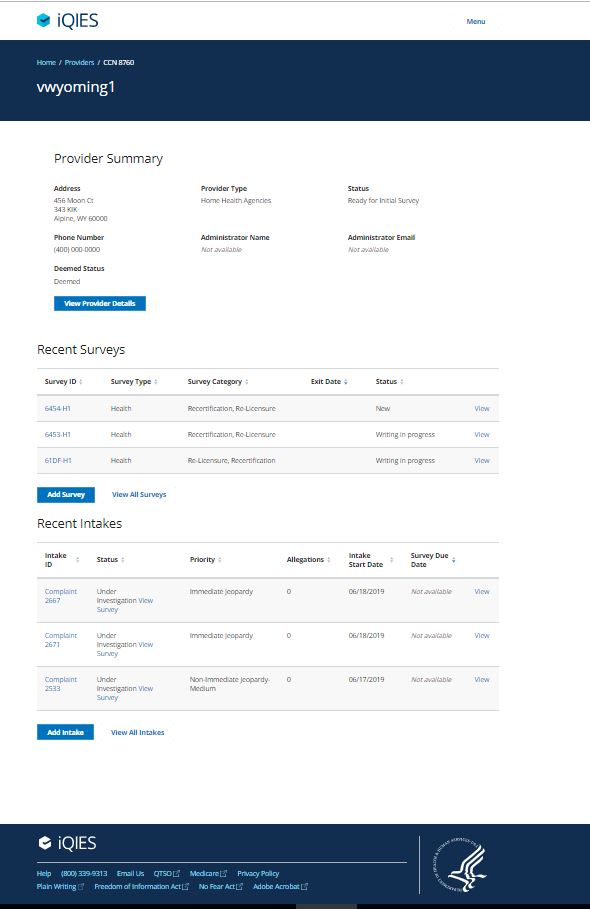 iQIES
Menu
Home / Providers / CCN 8760
vwyoming1
Provider Summary
Address Provider Type Status
456 Moon Ct Home Health Agencies Ready for Initial Survey
343 KIK
Alpine, WY 60000
Phone Number Administrator Name Administrator Email
(400) 000-0000 Not available Not available
Deemed Status
Deemed
View Provider Details
Recent Surveys
Survey ID Survey Type Survey Category Exit Date Status
6454-H1 Health Recertification, Re-Licensure New View
6453-H1 Health Recertification, Re-Licensure Writing in progress View
61DF-H1 Health Re-Licensure, Recertification Writing in progress View
Add Survey View All Surveys
Recent Intakes
Intake ID Status Priority Allegations Intake Start Date Survey Due Date
Complaint 2667 Under Investigation View Survey Immediate Jeopardy 0 06/18/2019 Not available View
Complaint 2671 Under Investigation View Survey Immediate Jeopardy 0 06/18/2019 Not available View
Complaint 2533 Under Investigation View Survey Non-Immediate Jeopardy-Medium 0 06/17/2019 Not available View
Add Intake View All Intakes
iQIES
Help (800) 339-9313 Email Us QTSO Medicare Privacy Policy
Plain Writing Freedom of Information Act No Fear Act Adobe Acrobat